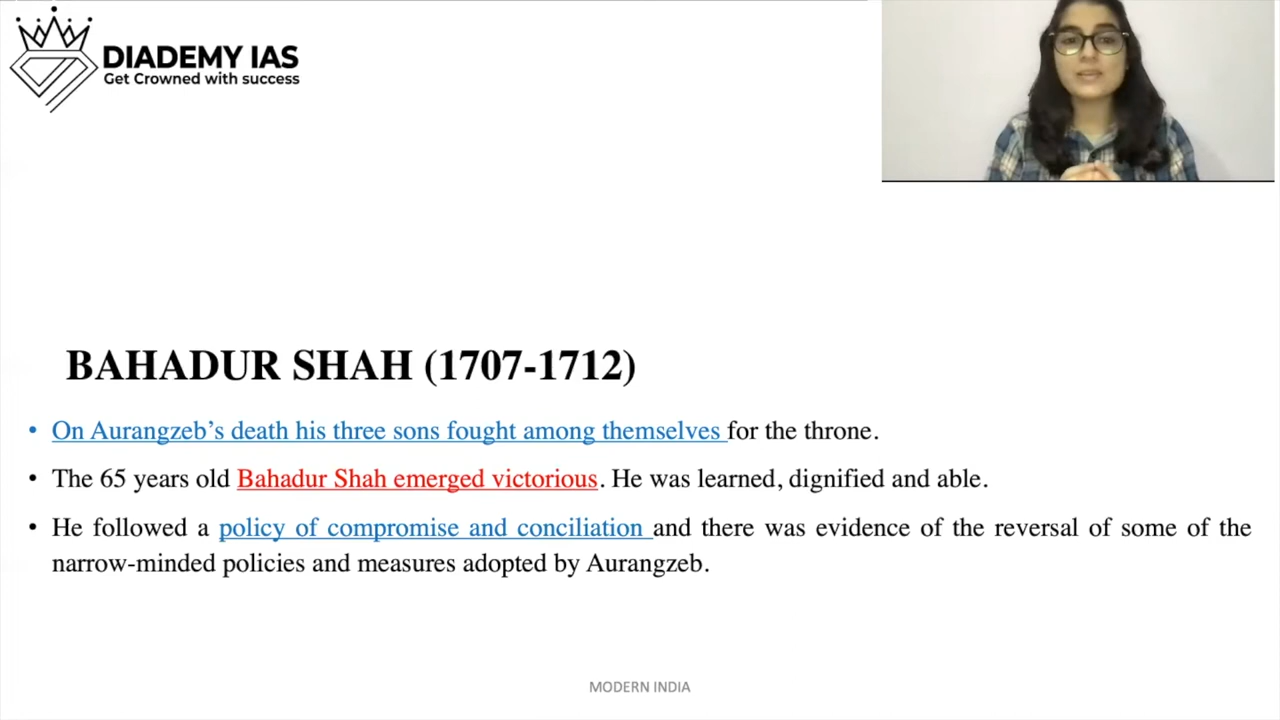 DIADEMY IAS
Get Crowned with success
BAHADUR SHAH (1707-1712)
• On Aurangzeb’s death his three sons fought among themselves for the throne.
• The 65 years old Bahadur Shah emerged victorious. He was learned, dignified and able.
• He followed a policy of compromise and conciliation and there was evidence of the reversal of some of the
narrow-minded policies and measures adopted by Aurangzeb.
MODERN INDIA